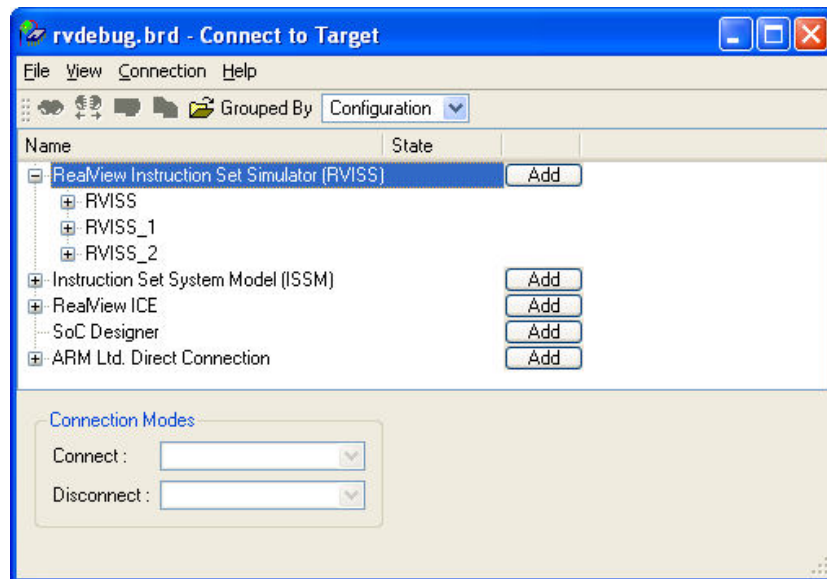 rvdebug.brd - Connect to Target
File View Connection Help
Grouped By Configuration
Name State
RealView Instruction Set Simulator (RVISS) Add
RVISS
RVISS_1
RVISS_2
Instruction Set System Model (ISSM) Add
RealView ICE Add
SoC Designer Add
ARM Ltd. Direct Connection Add
Connection Modes
Connect :
Disconnect :